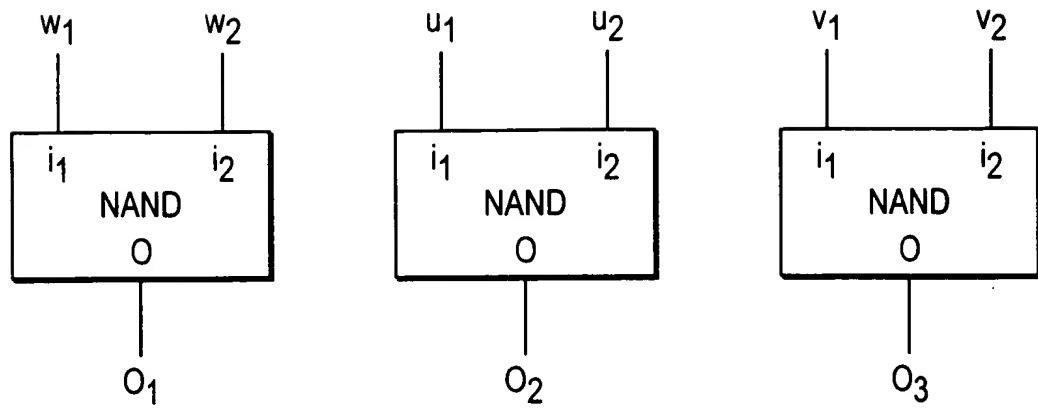 w₁ w₂ u₁ u₂ v₁ v₂
i₁ i₂ i₁ i₂ i₁ i₂
NAND NAND NAND
O O O
O₁ O₂ O₃